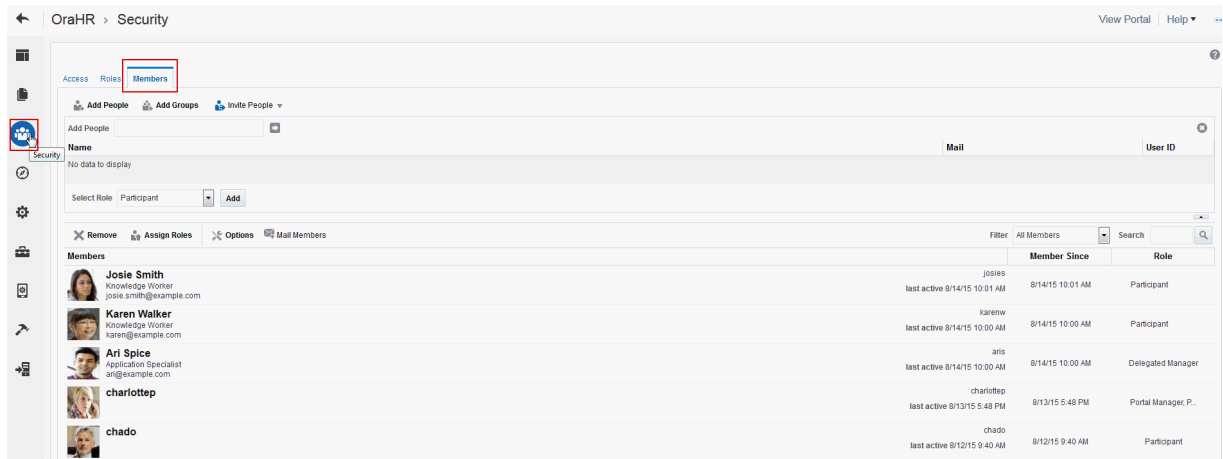 OraHR > Security
View Portal
Help
Access Roles Members
Add People Add Groups Invite People
Add People
Security
Name Mail User ID
No data to display
Select Role Participant Add
Remove Assign Roles Options Mail Members Filter All Members Search
Members Member Since Role
Josie Smith
Knowledge Worker
josie.smith@example.com
josies
last active 8/14/15 10:01 AM
8/14/15 10:01 AM
Participant
Karen Walker
Knowledge Worker
karen@example.com
karenw
last active 8/14/15 10:00 AM
8/14/15 10:00 AM
Participant
Ari Spice
Application Specialist
ari@example.com
aris
last active 8/14/15 10:00 AM
8/14/15 10:00 AM
Delegated Manager
charlottep
charlottep
last active 8/13/15 5:48 PM
8/13/15 5:48 PM
Portal Manager, P...
chado
chado
last active 8/12/15 9:40 AM
8/12/15 9:40 AM
Participant